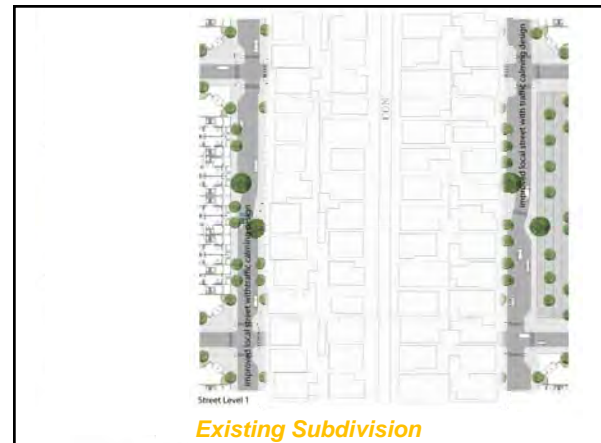 improved local street with traffic calming design
improved local street with traffic calming design
Street Level 1
Existing Subdivision